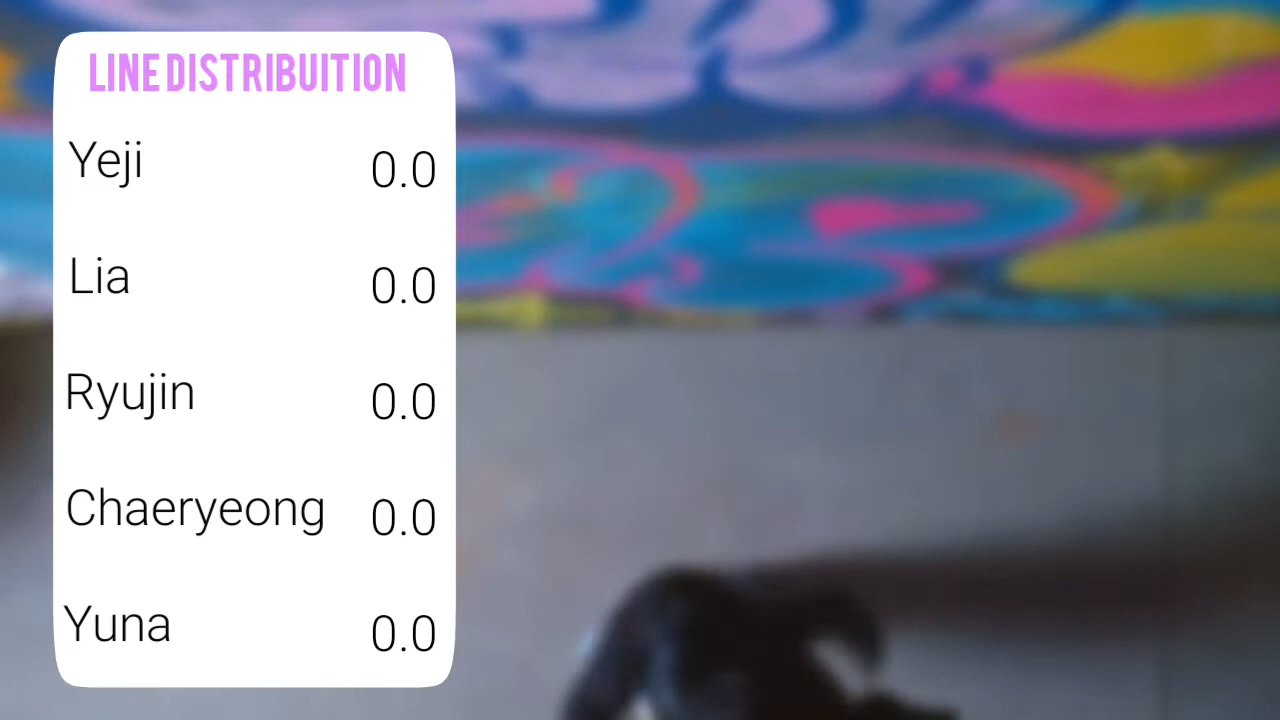 LINE DISTRIBUITION
Yeji 0.0
Lia 0.0
Ryujin 0.0
Chaeryeong 0.0
Yuna 0.0